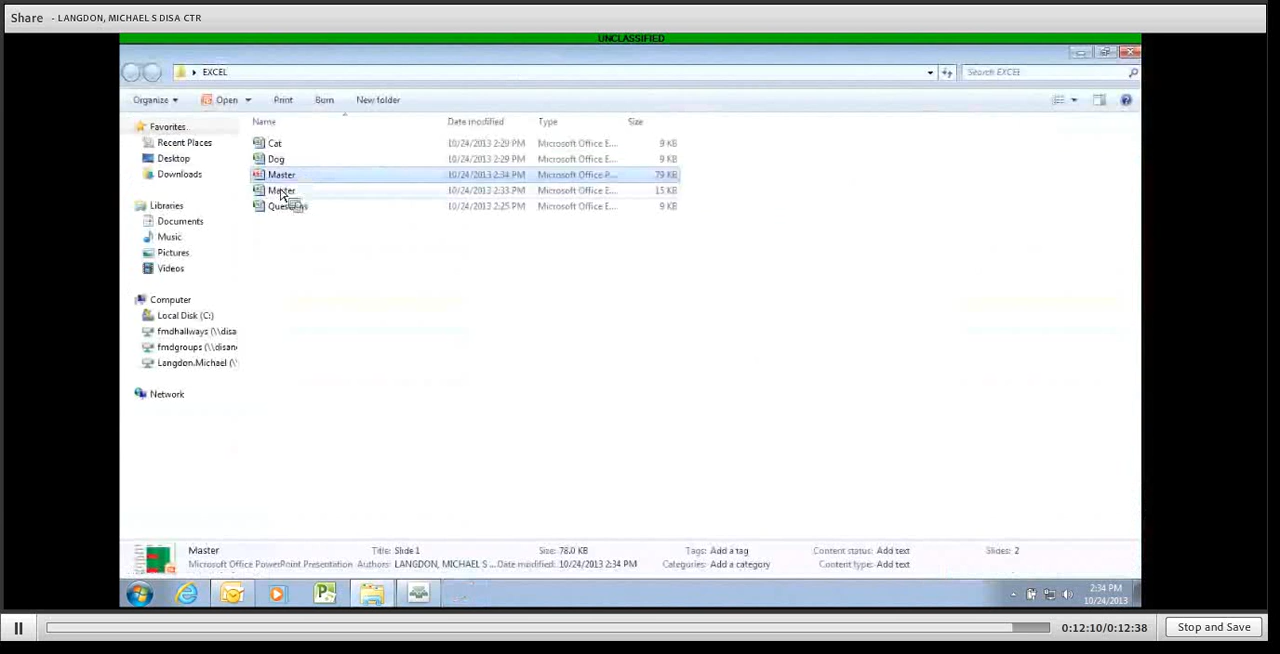 Share - LANGDON, MICHAEL S DISA CTR
UNCLASSIFIED
EXCEL
Search EXCEL
Organize
Open
Print
Burn
New folder
Name
Date modified
Type
Size
Favorites
Recent Places
Desktop
Downloads
Libraries
Documents
Music
Pictures
Videos
Computer
Local Disk (C:)
fmdhallways (\\disa
fmdgroups (\\disan
Langdon.Michael (\
Network
Cat 10/24/2013 2:29 PM Microsoft Office E... 9 KB
Dog 10/24/2013 2:29 PM Microsoft Office E... 9 KB
Master 10/24/2013 2:34 PM Microsoft Office P... 79 KB
Master 10/24/2013 2:33 PM Microsoft Office E... 15 KB
10/24/2013 2:25 PM Microsoft Office E... 9 KB
Master Title: Slide 1 Size: 78.0 KB Tags: Add a tag Content status: Add text Slides: 2
Microsoft Office PowerPoint Presentation Authors: LANGDON, MICHAEL S ... Date modified: 10/24/2013 2:34 PM Categories: Add a category Content type: Add text
2:34 PM
10/24/2013
0:12:10/0:12:38
Stop and Save